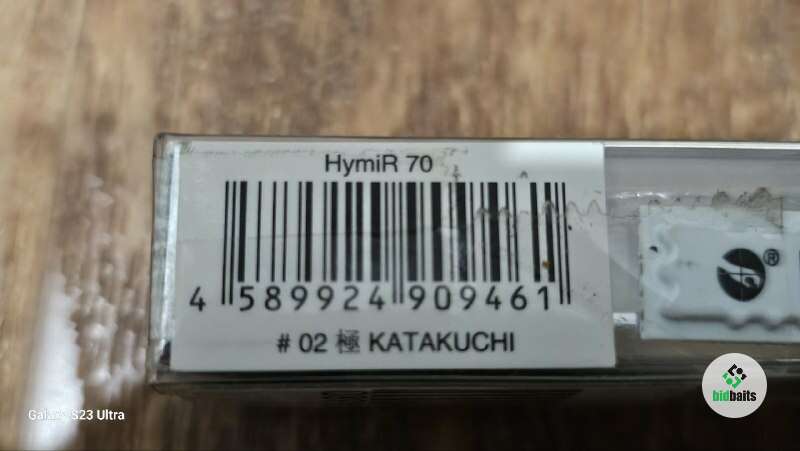 HymiR 70
4 589924 909461
# 02 極 KATAKUCHI
®
Galaxy S23 Ultra
bidbaits